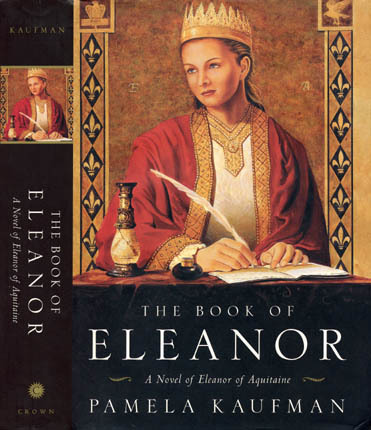 KAUFMAN
THE BOOK OF
ELEANOR
A Novel of Eleanor of Aquitaine
CROWN
E A
THE BOOK OF
ELEANOR
A Novel of Eleanor of Aquitaine
PAMELA KAUFMAN